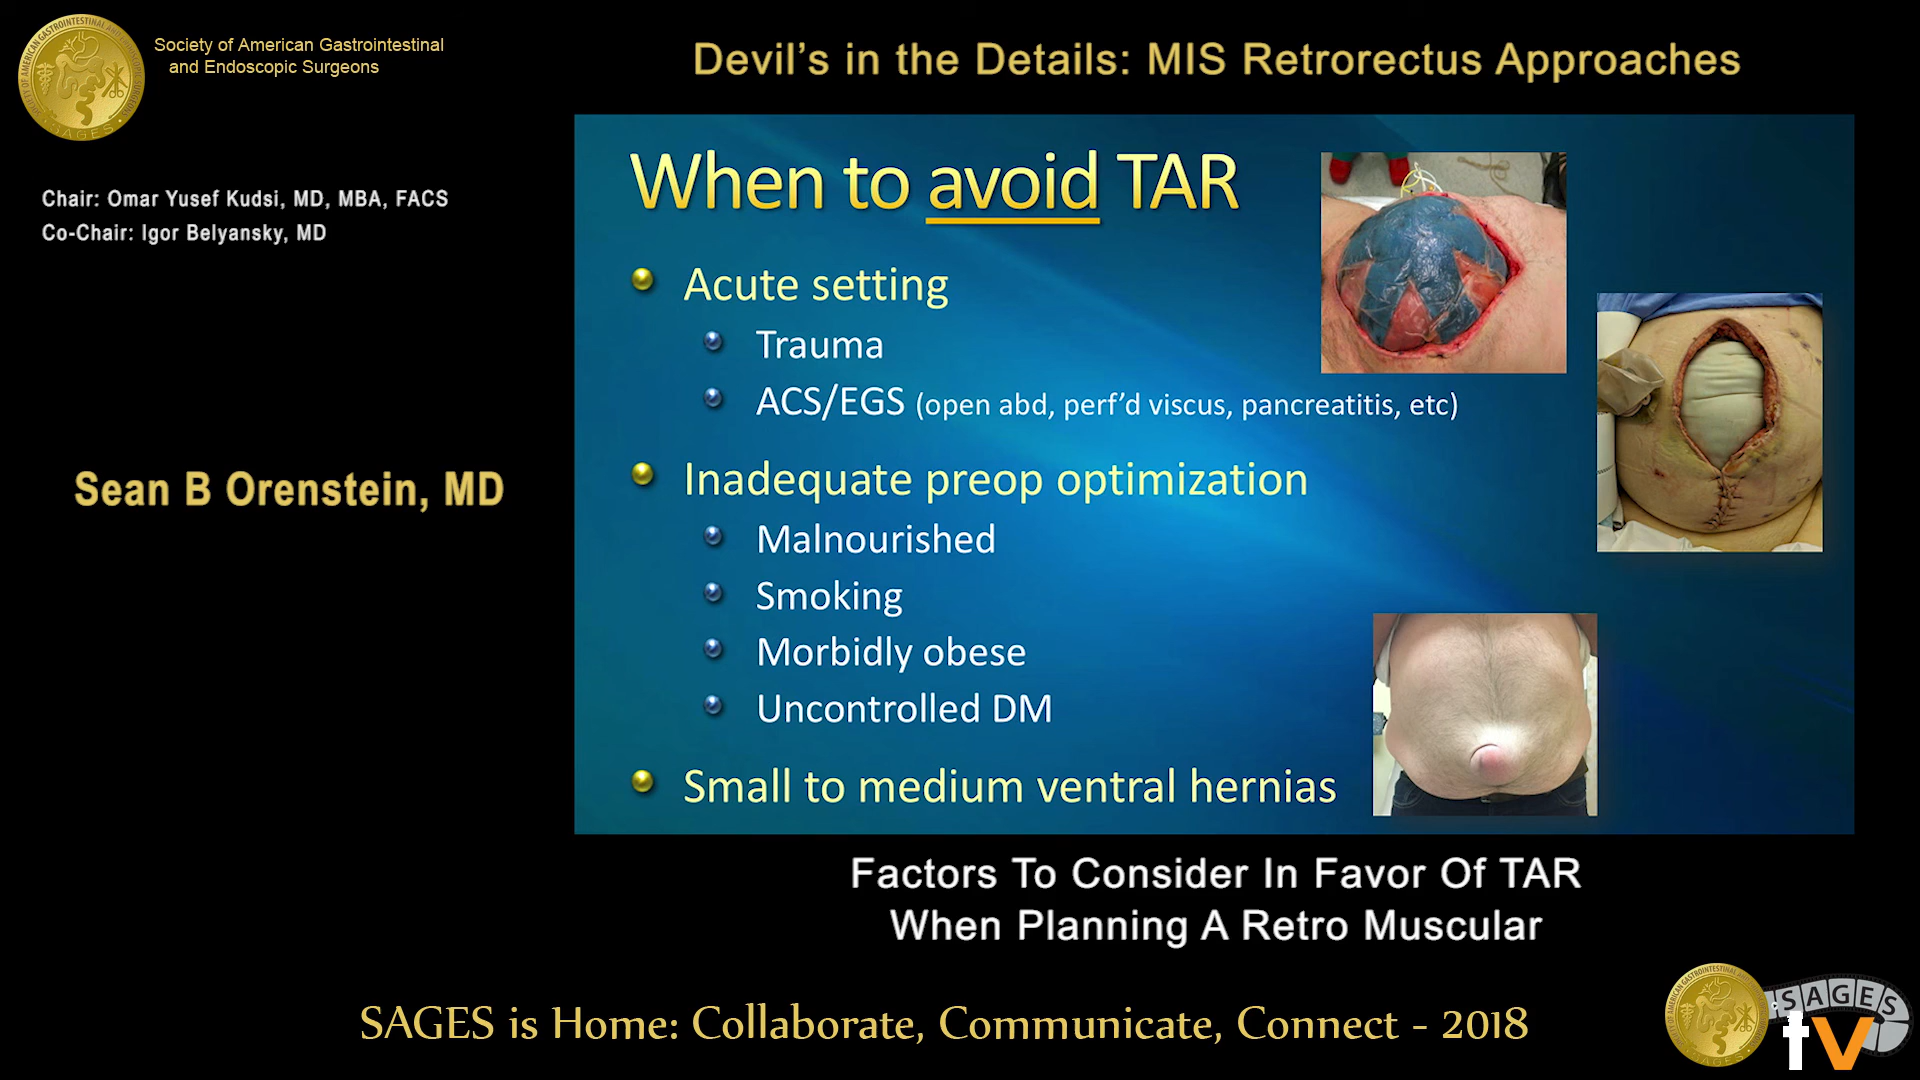 Society of American Gastrointestinal
and Endoscopic Surgeons
Devil's in the Details: MIS Retrorectus Approaches
Chair: Omar Yusef Kudsi, MD, MBA, FACS
Co-Chair: Igor Belyansky, MD
Sean B Orenstein, MD
When to avoid TAR
Acute setting
Trauma
ACS/EGS (open abd, perf'd viscus, pancreatitis, etc)
Inadequate preop optimization
Malnourished
Smoking
Morbidly obese
Uncontrolled DM
Small to medium ventral hernias
Factors To Consider In Favor Of TAR
When Planning A Retro Muscular
SAGES is Home: Collaborate, Communicate, Connect - 2018
SAGES
tv